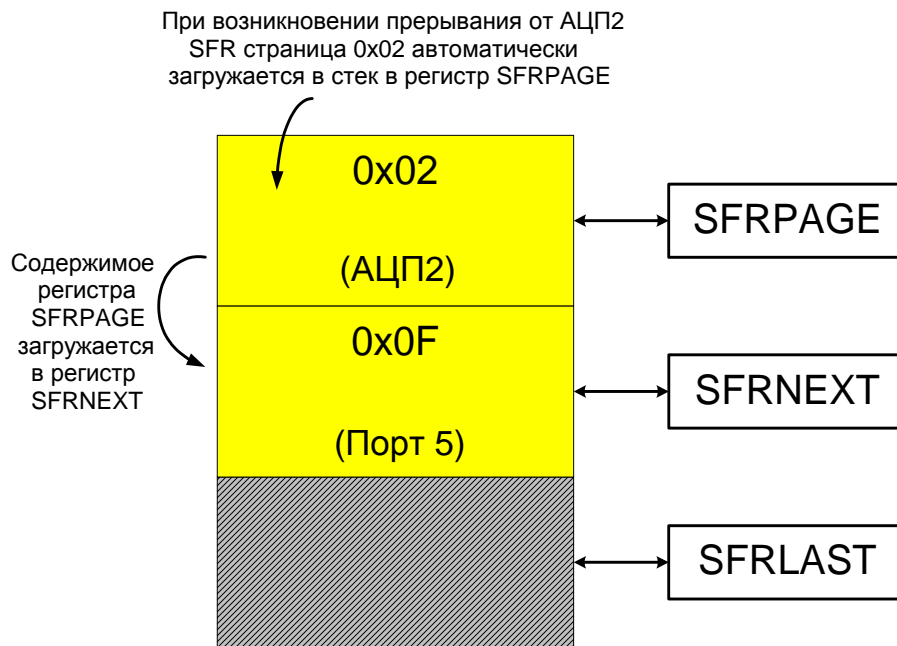 При возникновении прерывания от АЦП2
SFR страница 0x02 автоматически
загружается в стек в регистр SFRPAGE
0x02
(АЦП2)
SFRPAGE
Содержимое
регистра
SFRPAGE
загружается
в регистр
SFRNEXT
0x0F
(Порт 5)
SFRNEXT
SFRLAST